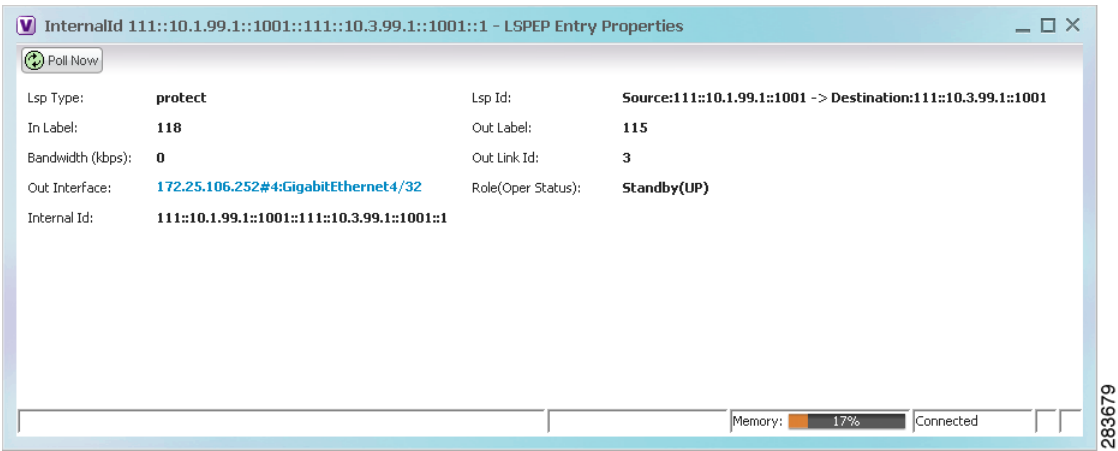 V InternalId 111::10.1.99.1::1001::111::10.3.99.1::1001::1 - LSPEP Entry Properties
Poll Now
Lsp Type: protect Lsp Id: Source:111::10.1.99.1::1001 -> Destination:111::10.3.99.1::1001
In Label: 118 Out Label: 115
Bandwidth (kbps): 0 Out Link Id: 3
Out Interface: 172.25.106.252#4:GigabitEthernet4/32 Role(Oper Status): Standby(UP)
Internal Id: 111::10.1.99.1::1001::111::10.3.99.1::1001::1
Memory: 17% Connected
283679